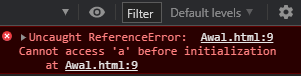 Filter Default levels
Uncaught ReferenceError: Awal.html:9
Cannot access 'a' before initialization
at Awal.html:9